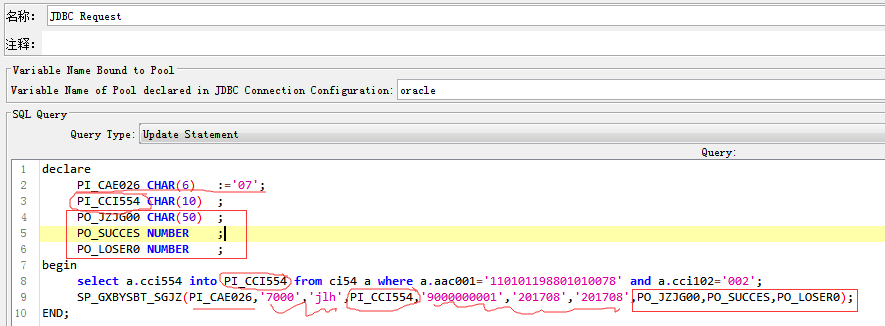 名称： JDBC Request
注释：
Variable Name Bound to Pool
Variable Name of Pool declared in JDBC Connection Configuration: oracle
SQL Query
Query Type: Update Statement
Query:
1 declare
2 PI_CAE026 CHAR(6) :='07';
3 PI_CCI554 CHAR(10) ;
4 PO_JZJG00 CHAR(50) ;
5 PO_SUCCES NUMBER ;
6 PO_LOSER0 NUMBER ;
7 begin
8 select a.cci554 into PI_CCI554 from ci54 a where a.aac001='110101198801010078' and a.cci102='002';
9 SP_GXBYSBT_SGJZ(PI_CAE026,'7000','jlh',PI_CCI554,'9000000001','201708','201708',PO_JZJG00,PO_SUCCES,PO_LOSER0);
10 END;